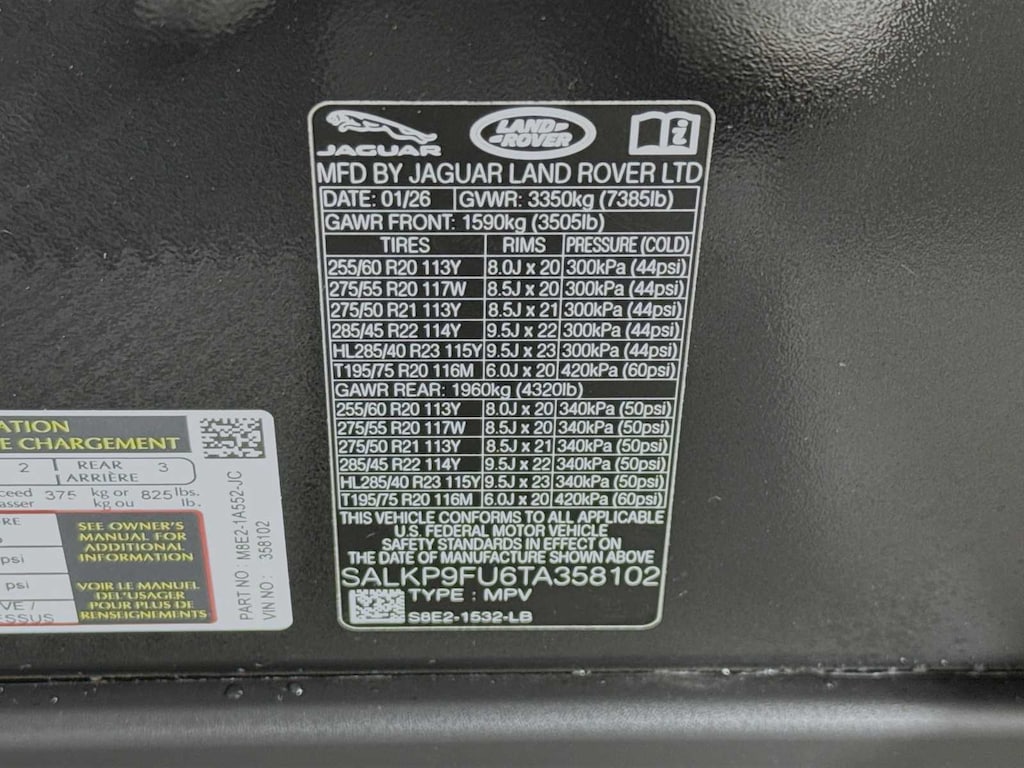 JAGUAR
LAND-
-ROVER
MFD BY JAGUAR LAND ROVER LTD
DATE: 01/26 GVWR: 3350kg (7385lb)
GAWR FRONT: 1590kg (3505lb)
TIRES RIMS PRESSURE (COLD)
255/60 R20 113Y 8.0J x 20 300kPa (44psi)
275/55 R20 117W 8.5J x 20 300kPa (44psi)
275/50 R21 113Y 8.5J x 21 300kPa (44psi)
285/45 R22 114Y 9.5J x 22 300kPa (44psi)
HL285/40 R23 115Y 9.5J x 23 300kPa (44psi)
T195/75 R20 116M 6.0J x 20 420kPa (60psi)
GAWR REAR: 1960kg (4320lb)
255/60 R20 113Y 8.0J x 20 340kPa (50psi)
275/55 R20 117W 8.5J x 20 340kPa (50psi)
275/50 R21 113Y 8.5J x 21 340kPa (50psi)
285/45 R22 114Y 9.5J x 22 340kPa (50psi)
HL285/40 R23 115Y 9.5J x 23 340kPa (50psi)
T195/75 R20 116M 6.0J x 20 420kPa (60psi)
THIS VEHICLE CONFORMS TO ALL APPLICABLE
U.S. FEDERAL MOTOR VEHICLE
SAFETY STANDARDS IN EFFECT ON
THE DATE OF MANUFACTURE SHOWN ABOVE
SALKP9FU6TA358102
TYPE : MPV
S8E2-1532-LB
ATION
E CHARGEMENT
2 REAR 3
ARRIÈRE
ceed 375 kg or 825 lbs.
asser kg ou lb.
RE
psi
psi
VE /
ESSUS
SEE OWNER'S
MANUAL FOR
ADDITIONAL
INFORMATION
VOIR LE MANUEL
DEL'USAGER
POUR PLUS DE
RENSEIGNEMENTS
PART NO : M8E2-1A552-JC
VIN NO : 358102